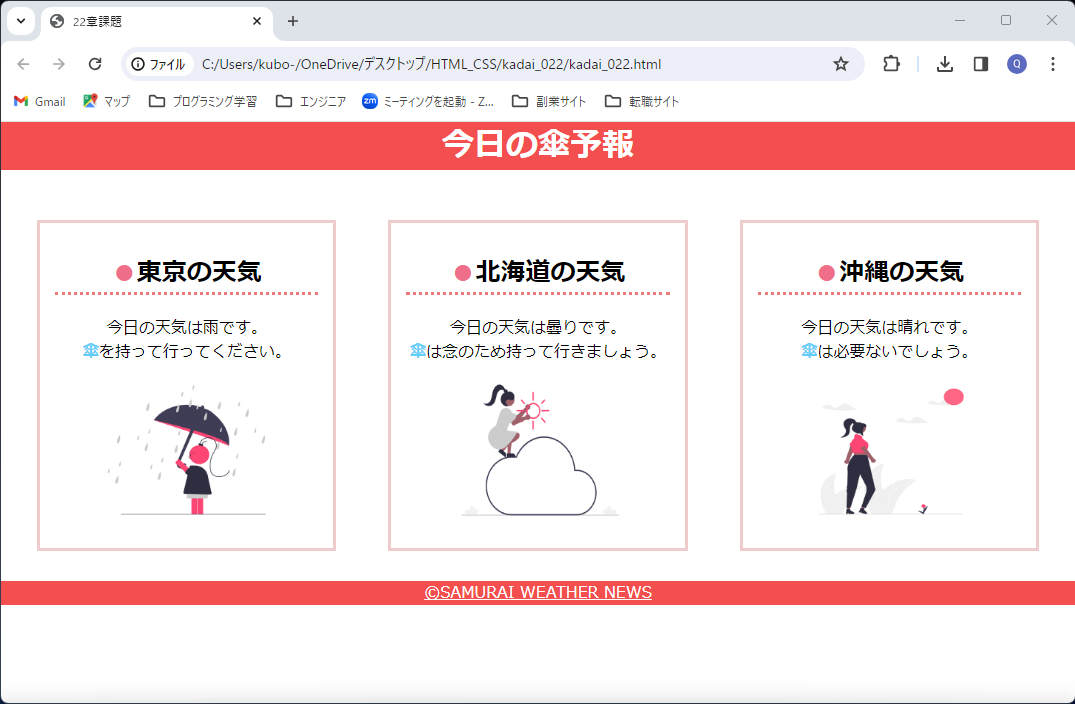 22章課題
ファイル C:/Users/kubo-/OneDrive/デスクトップ/HTML_CSS/kadai_022/kadai_022.html Q
Gmail マップ プログラミング学習 エンジニア zm ミーティングを起動 - Z... 副業サイト 転職サイト
今日の傘予報
東京の天気
今日の天気は雨です。
傘を持って行ってください。
北海道の天気
今日の天気は曇りです。
傘は念のため持って行きましょう。
沖縄の天気
今日の天気は晴れです。
傘は必要ないでしょう。
©SAMURAI WEATHER NEWS